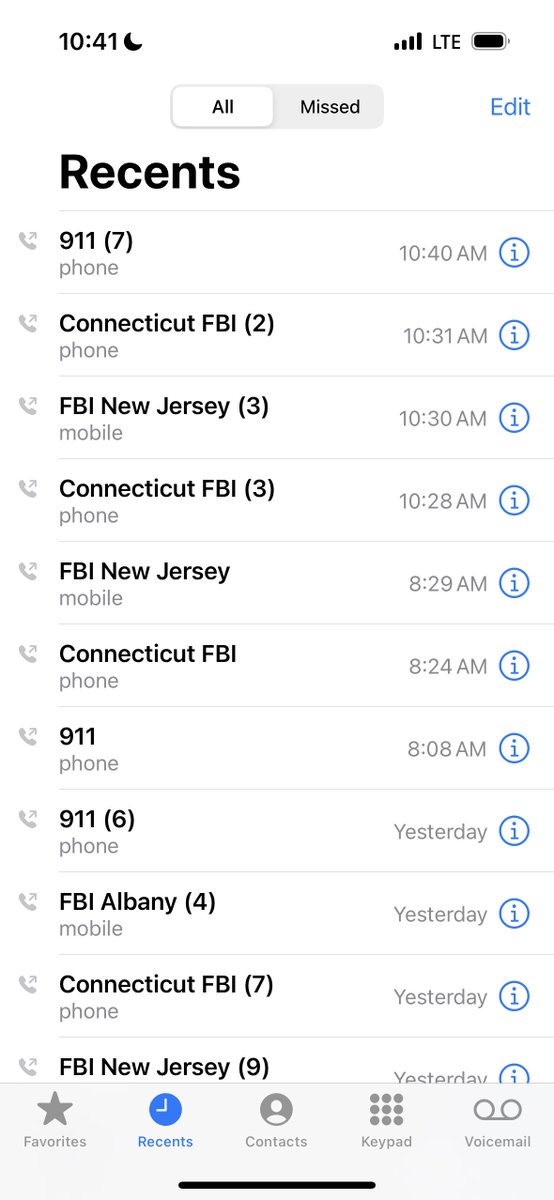 10:41
LTE
All
Missed
Edit
Recents
911 (7)
phone
10:40 AM
Connecticut FBI (2)
phone
10:31 AM
FBI New Jersey (3)
mobile
10:30 AM
Connecticut FBI (3)
phone
10:28 AM
FBI New Jersey
mobile
8:29 AM
Connecticut FBI
phone
8:24 AM
911
phone
8:08 AM
911 (6)
phone
Yesterday
FBI Albany (4)
mobile
Yesterday
Connecticut FBI (7)
phone
Yesterday
FBI New Jersey (9)
Yesterday
Favorites
Recents
Contacts
Keypad
Voicemail